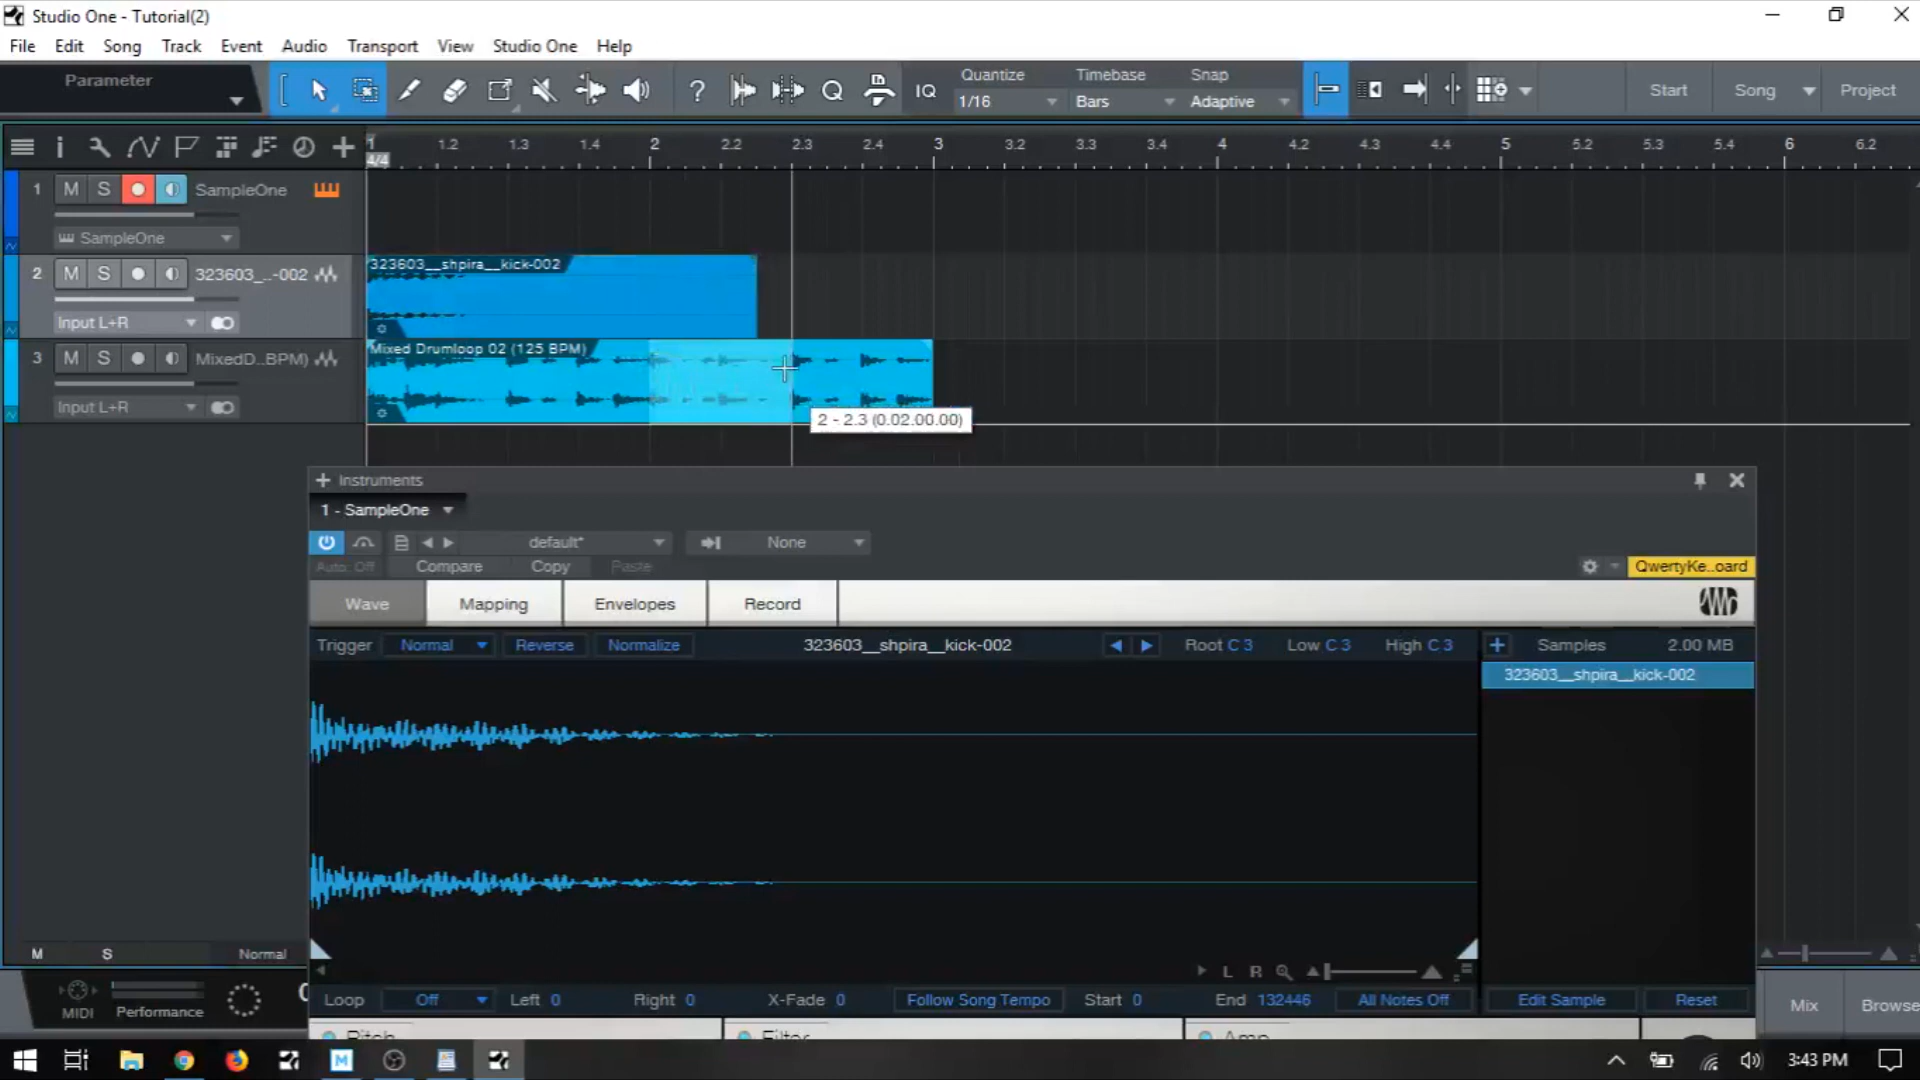 Studio One - Tutorial(2)
File Edit Song Track Event Audio Transport View Studio One Help
Parameter
? Q IQ
Quantize
1/16
Timebase
Bars
Snap
Adaptive
Start Song Project
1 1.2 1.3 1.4 2 2.2 2.3 2.4 3 3.2 3.3 3.4 4 4.2 4.3 4.4 5 5.2 5.3 5.4 6 6.2
4/4
1 M S SampleOne
SampleOne
2 M S 323603_..-002
Input L+R
323603__shpira__kick-002
3 M S MixedD..BPM)
Input L+R
Mixed Drumloop 02 (125 BPM)
2 - 2.3 (0.02.00.00)
Instruments
1 - SampleOne
default* None
Auto: Off Compare Copy Paste QwertyKe..oard
Wave Mapping Envelopes Record
Trigger Normal Reverse Normalize 323603__shpira__kick-002 Root C 3 Low C 3 High C 3 Samples 2.00 MB
323603__shpira__kick-002
M S Normal
L R
Loop Off Left 0 Right 0 X-Fade 0 Follow Song Tempo Start 0 End 132446 All Notes Off Edit Sample Reset
MIDI Performance
Mix Browse
Pitch Filter Amp
3:43 PM